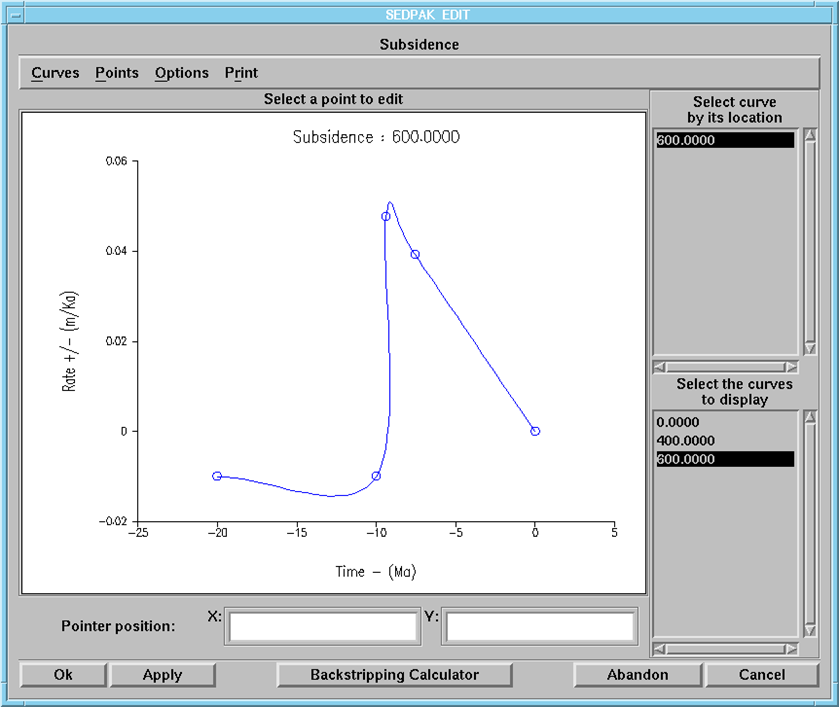 SEDPAK EDIT
Subsidence
Curves Points Options Print
Select a point to edit
Subsidence : 600.0000
0.06
0.04
0.02
0
-0.02
Rate +/- (m/Ka)
-25 -20 -15 -10 -5 0 5
Time - (Ma)
Select curve
by its location
600.0000
Select the curves
to display
0.0000
400.0000
600.0000
Pointer position: X: Y:
Ok Apply Backstripping Calculator Abandon Cancel